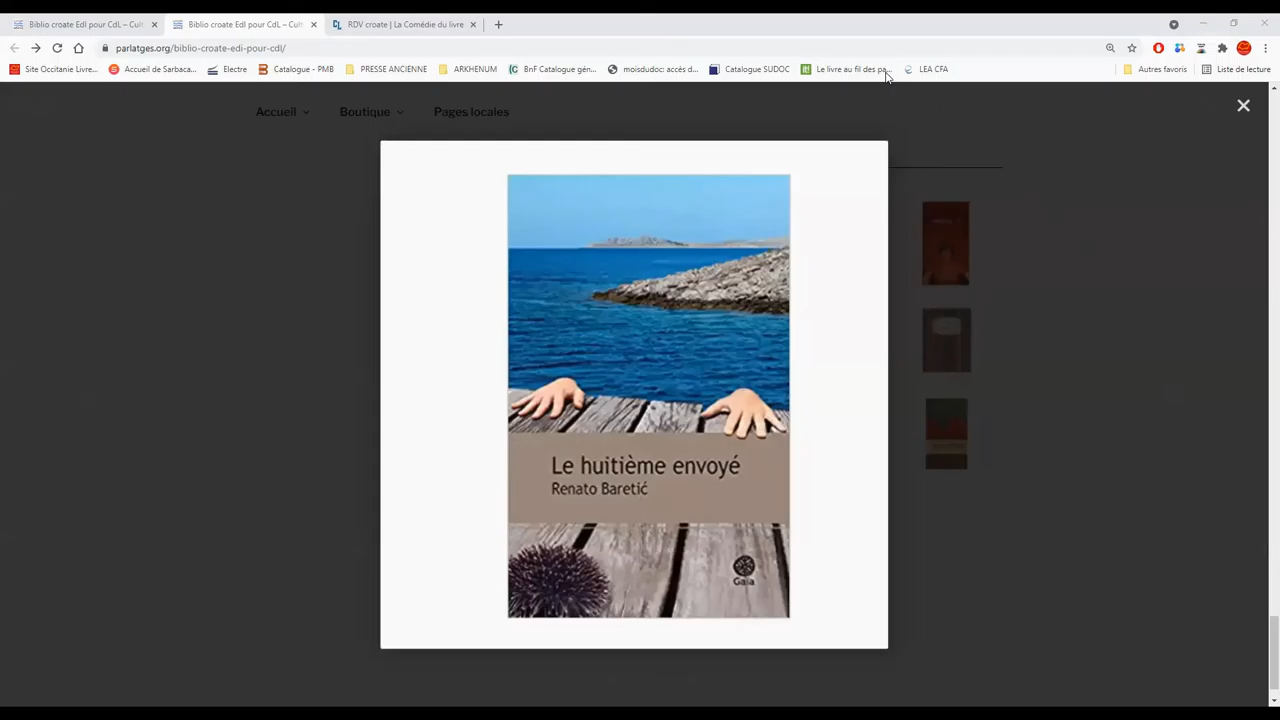 Biblio croate EdI pour CdL – Cult
Biblio croate EdI pour CdL – Cult
RDV croate | La Comédie du livre
parlatges.org/biblio-croate-edi-pour-cdl/
Site Occitanie Livre...
Accueil de Sarbaca...
Electre
Catalogue - PMB
PRESSE ANCIENNE
ARKHENUM
BnF Catalogue gén...
moisdudoc: accès d...
Catalogue SUDOC
Le livre au fil des pa...
LEA CFA
Autres favoris
Liste de lecture
Accueil
Boutique
Pages locales
Le huitième envoyé
Renato Baretić
Gaïa